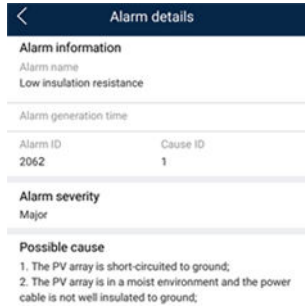 Alarm details
Alarm information
Alarm name
Low insulation resistance
Alarm generation time
Alarm ID
Cause ID
2062
1
Alarm severity
Major
Possible cause
1. The PV array is short-circuited to ground;
2. The PV array is in a moist environment and the power
cable is not well insulated to ground;